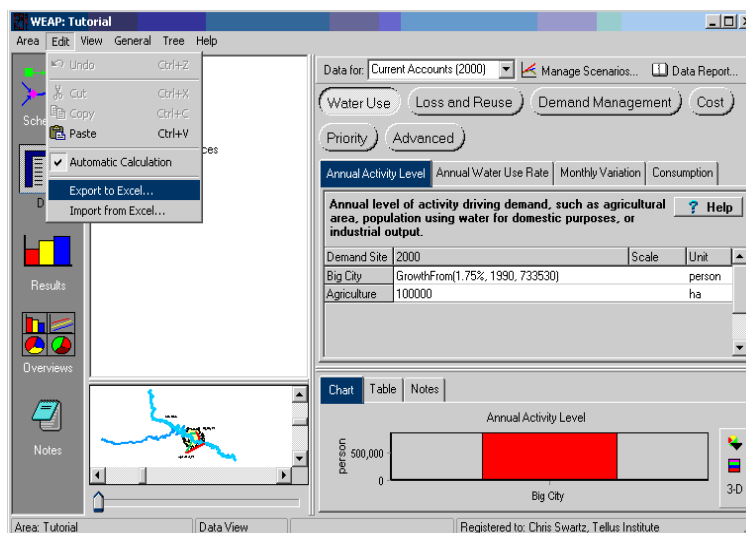 WEAP: Tutorial
Area Edit View General Tree Help
Undo Ctrl+Z
Cut Ctrl+X
Copy Ctrl+C
Paste Ctrl+V
Automatic Calculation
Export to Excel...
Import from Excel...
Results
Overviews
Notes
Data for: Current Accounts (2000) Manage Scenarios... Data Report...
Water Use Loss and Reuse Demand Management Cost
Priority Advanced
Annual Activity Level Annual Water Use Rate Monthly Variation Consumption
Annual level of activity driving demand, such as agricultural
area, population using water for domestic purposes, or
industrial output.
Help
Demand Site 2000 Scale Unit
Big City GrowthFrom(1.75%, 1990, 733530) person
Agriculture 100000 ha
Chart Table Notes
Annual Activity Level
person
500,000
0
Big City
3-D
Area: Tutorial Data View Registered to: Chris Swartz, Tellus Institute